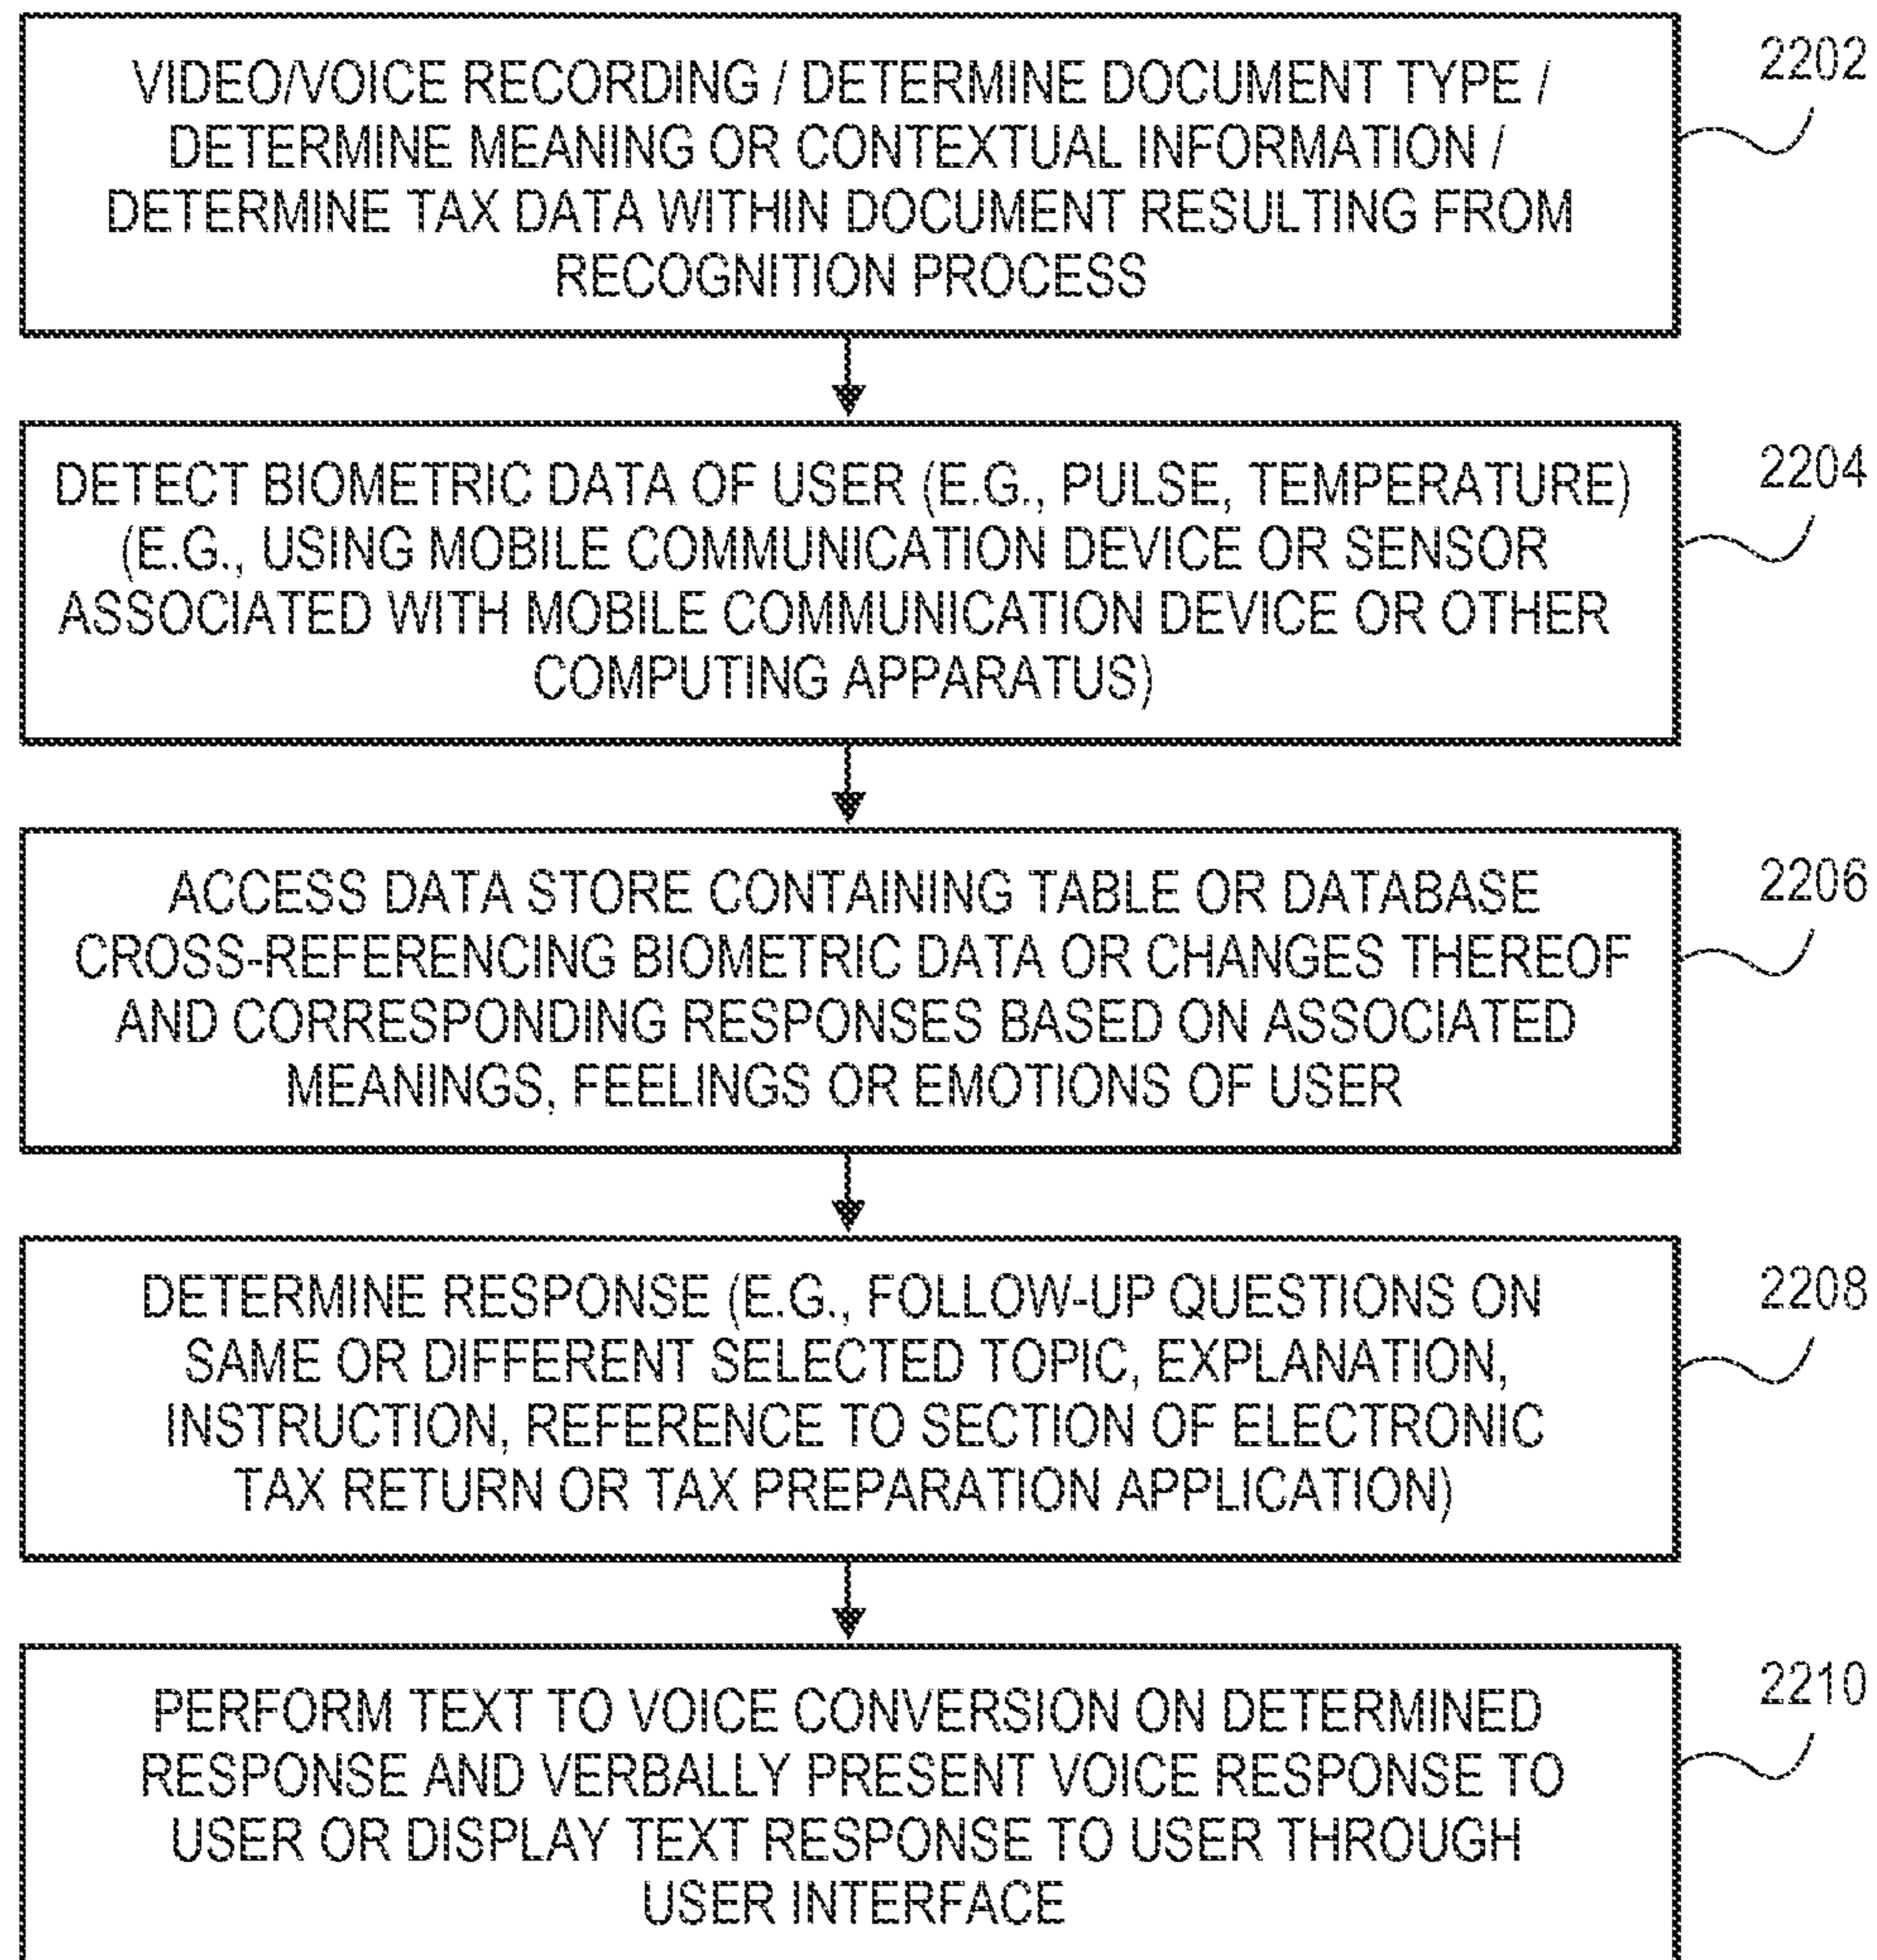 VIDEO/VOICE RECORDING / DETERMINE DOCUMENT TYPE /
DETERMINE MEANING OR CONTEXTUAL INFORMATION /
DETERMINE TAX DATA WITHIN DOCUMENT RESULTING FROM
RECOGNITION PROCESS
2202
DETECT BIOMETRIC DATA OF USER (E.G., PULSE, TEMPERATURE)
(E.G., USING MOBILE COMMUNICATION DEVICE OR SENSOR
ASSOCIATED WITH MOBILE COMMUNICATION DEVICE OR OTHER
COMPUTING APPARATUS)
2204
ACCESS DATA STORE CONTAINING TABLE OR DATABASE
CROSS-REFERENCING BIOMETRIC DATA OR CHANGES THEREOF
AND CORRESPONDING RESPONSES BASED ON ASSOCIATED
MEANINGS, FEELINGS OR EMOTIONS OF USER
2206
DETERMINE RESPONSE (E.G., FOLLOW-UP QUESTIONS ON
SAME OR DIFFERENT SELECTED TOPIC, EXPLANATION,
INSTRUCTION, REFERENCE TO SECTION OF ELECTRONIC
TAX RETURN OR TAX PREPARATION APPLICATION)
2208
PERFORM TEXT TO VOICE CONVERSION ON DETERMINED
RESPONSE AND VERBALLY PRESENT VOICE RESPONSE TO
USER OR DISPLAY TEXT RESPONSE TO USER THROUGH
USER INTERFACE
2210